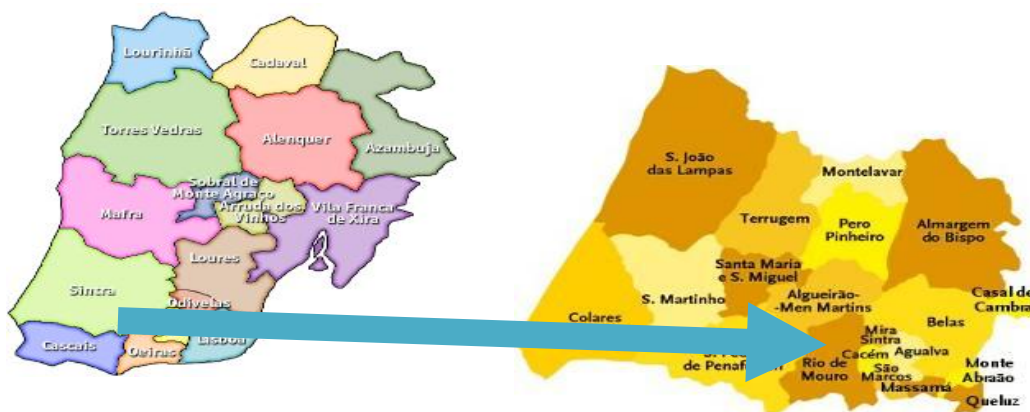 Lourinhã
Cadaval
Torres Vedras
Alenquer
Azambuja
Sobral de
Monte Agraço
Arruda dos
Vinhos
Vila Franca
de Xira
Mafra
Loures
Sintra
Odivelas
Lisboa
Cascais
Oeiras
S. João
das Lampas
Montelavar
Terrugem
Pero
Pinheiro
Almargem
do Bispo
Santa Maria
e S. Miguel
S. Martinho
Algueirão-
-Mem Martins
Casal de
Cambra
Colares
Belas
Mira
Sintra
Cacém
Agualva
de
Rio de
Mouro
São
Marcos
Massamá
Monte
Abraão
Queluz